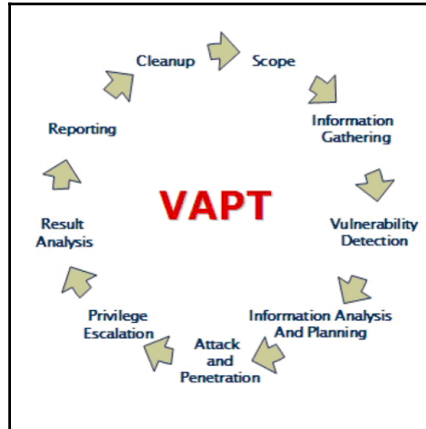 Cleanup
Scope
Information
Gathering
Vulnerability
Detection
Information Analysis
And Planning
Attack
and
Penetration
Privilege
Escalation
Result
Analysis
Reporting
VAPT